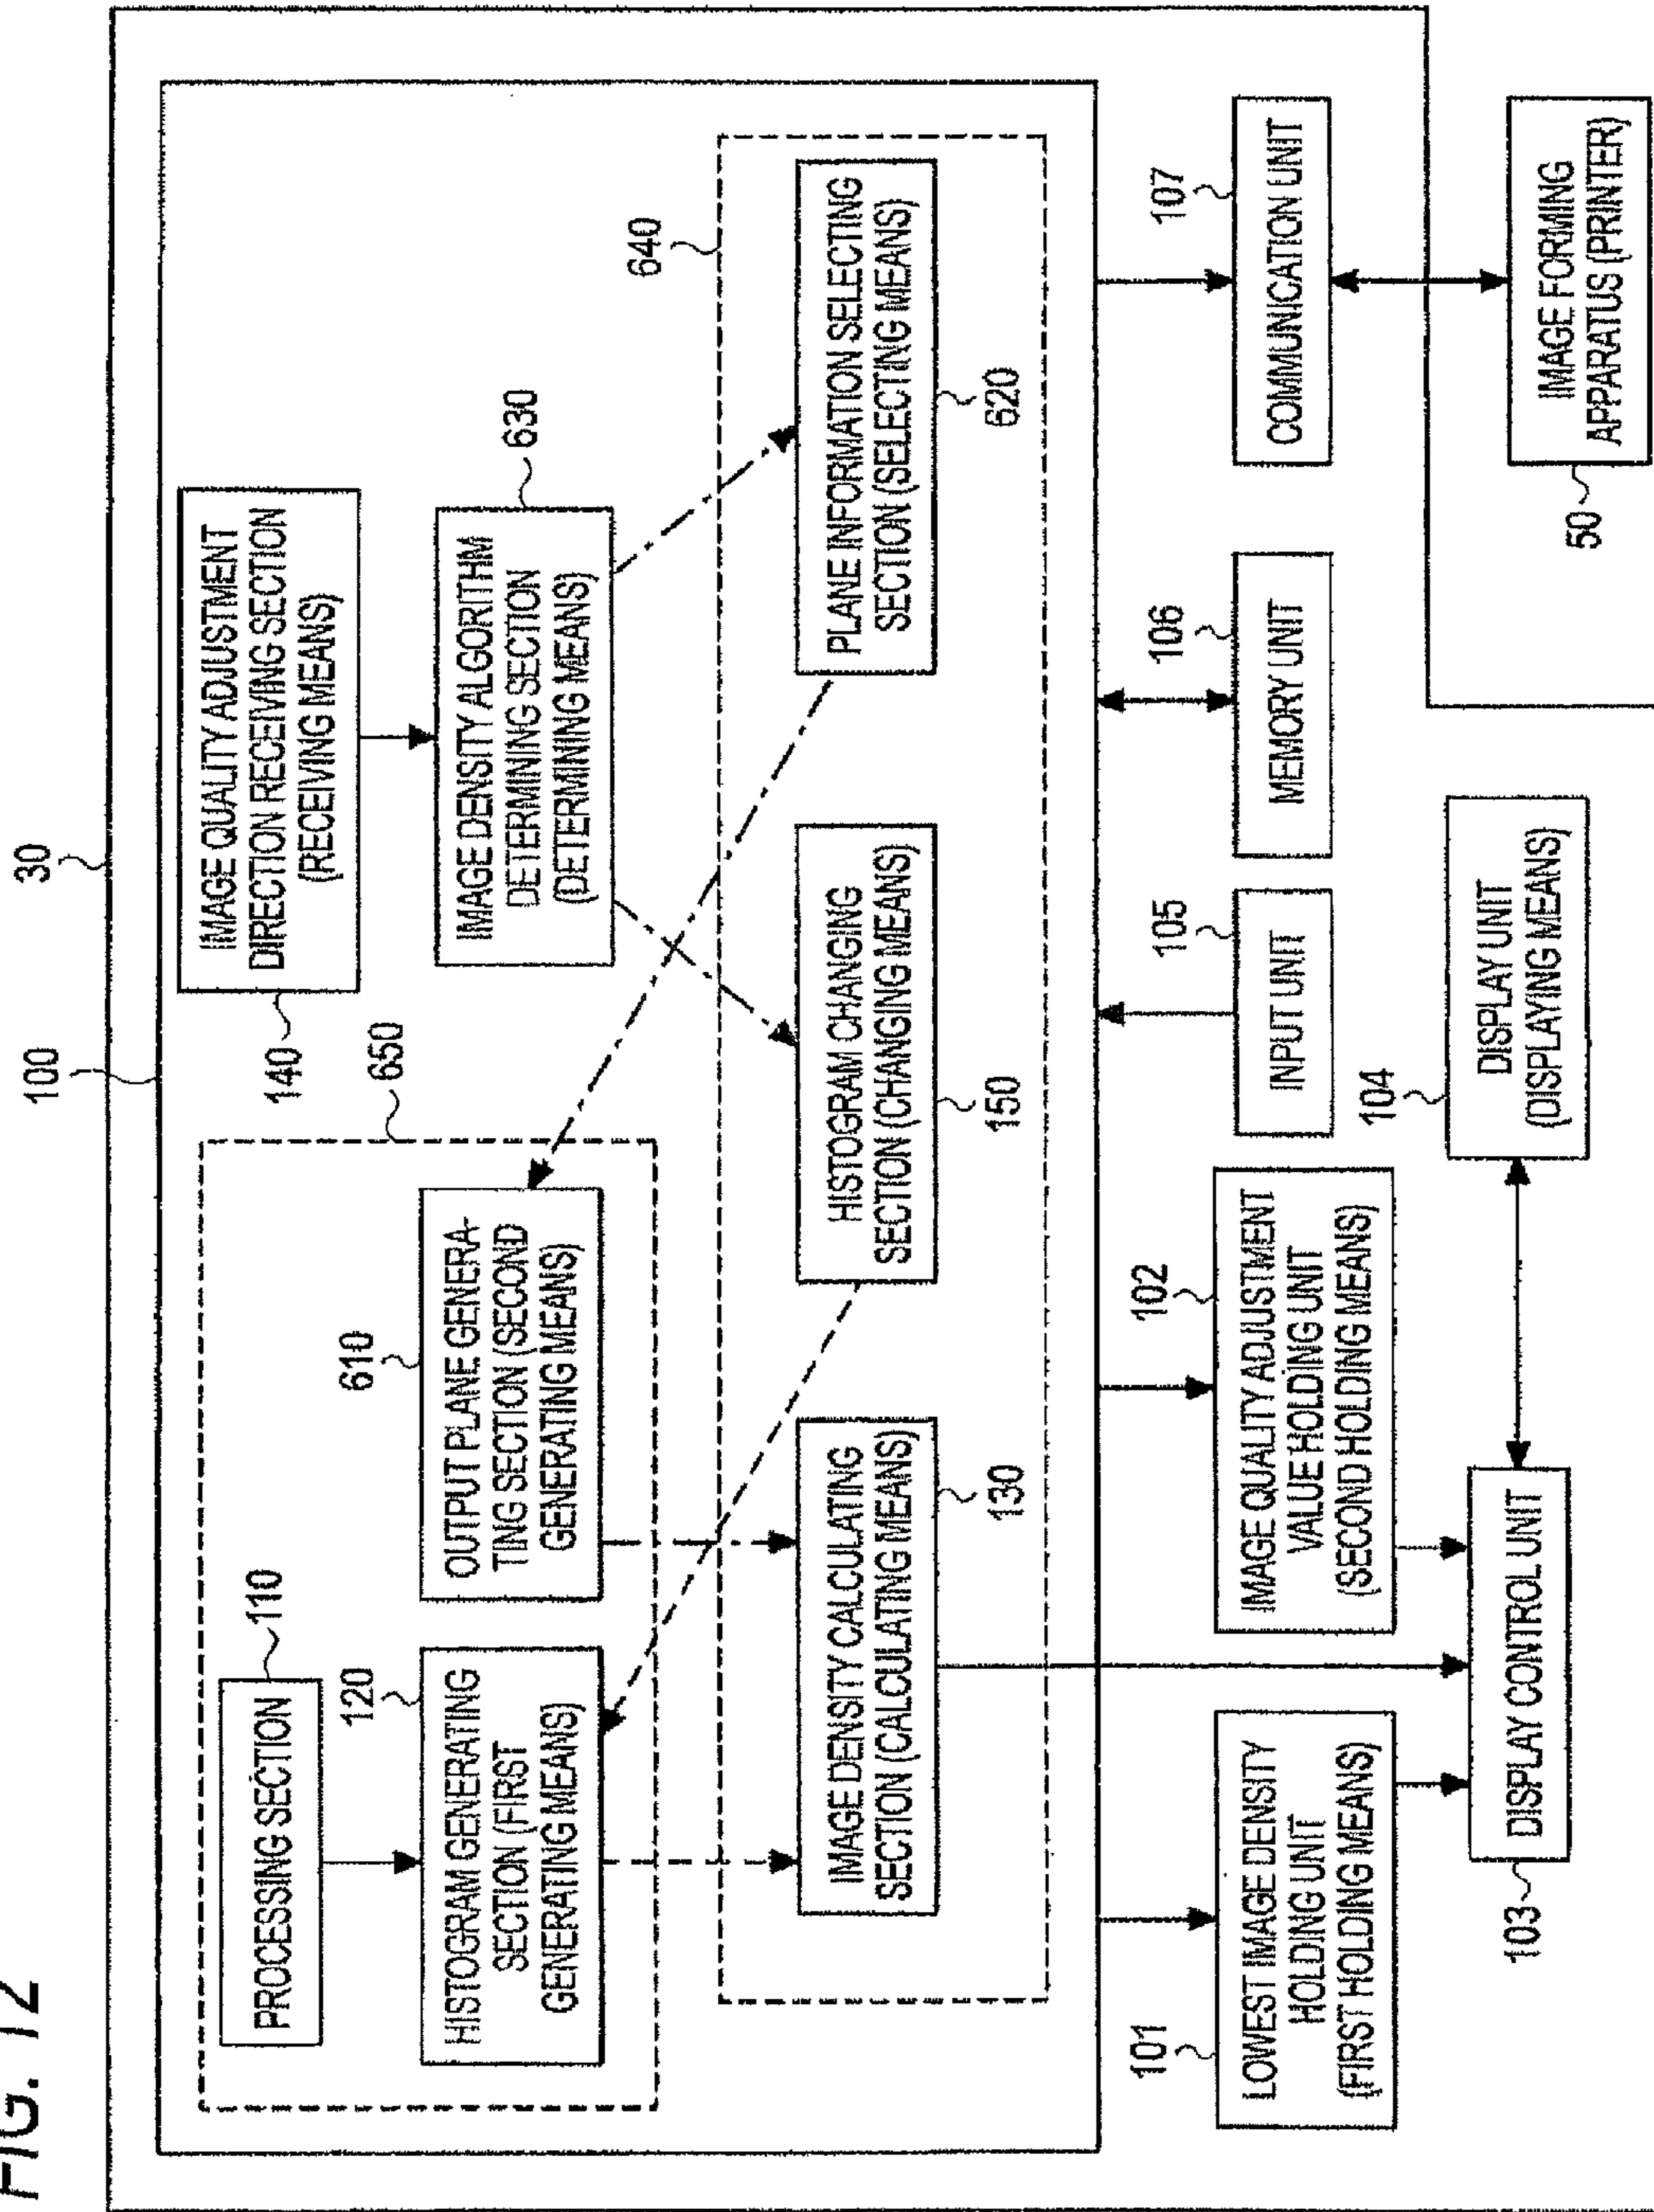 FIG. 12
30
100
650
PROCESSING SECTION
110
120
HISTOGRAM GENERATING
SECTION (FIRST
GENERATING MEANS)
610
OUTPUT PLANE GENERA-
TING SECTION (SECOND
GENERATING MEANS)
IMAGE QUALITY ADJUSTMENT
DIRECTION RECEIVING SECTION
(RECEIVING MEANS)
140
IMAGE DENSITY ALGORITHM
DETERMINING SECTION
(DETERMINING MEANS)
630
640
IMAGE DENSITY CALCULATING
SECTION (CALCULATING MEANS)
130
HISTOGRAM CHANGING
SECTION (CHANGING MEANS)
150
PLANE INFORMATION SELECTING
SECTION (SELECTING MEANS)
620
101
LOWEST IMAGE DENSITY
HOLDING UNIT
(FIRST HOLDING MEANS)
102
IMAGE QUALITY ADJUSTMENT
VALUE HOLDING UNIT
(SECOND HOLDING MEANS)
105
INPUT UNIT
106
MEMORY UNIT
107
COMMUNICATION UNIT
103
DISPLAY CONTROL UNIT
104
DISPLAY UNIT
(DISPLAYING MEANS)
50
IMAGE FORMING
APPARATUS (PRINTER)